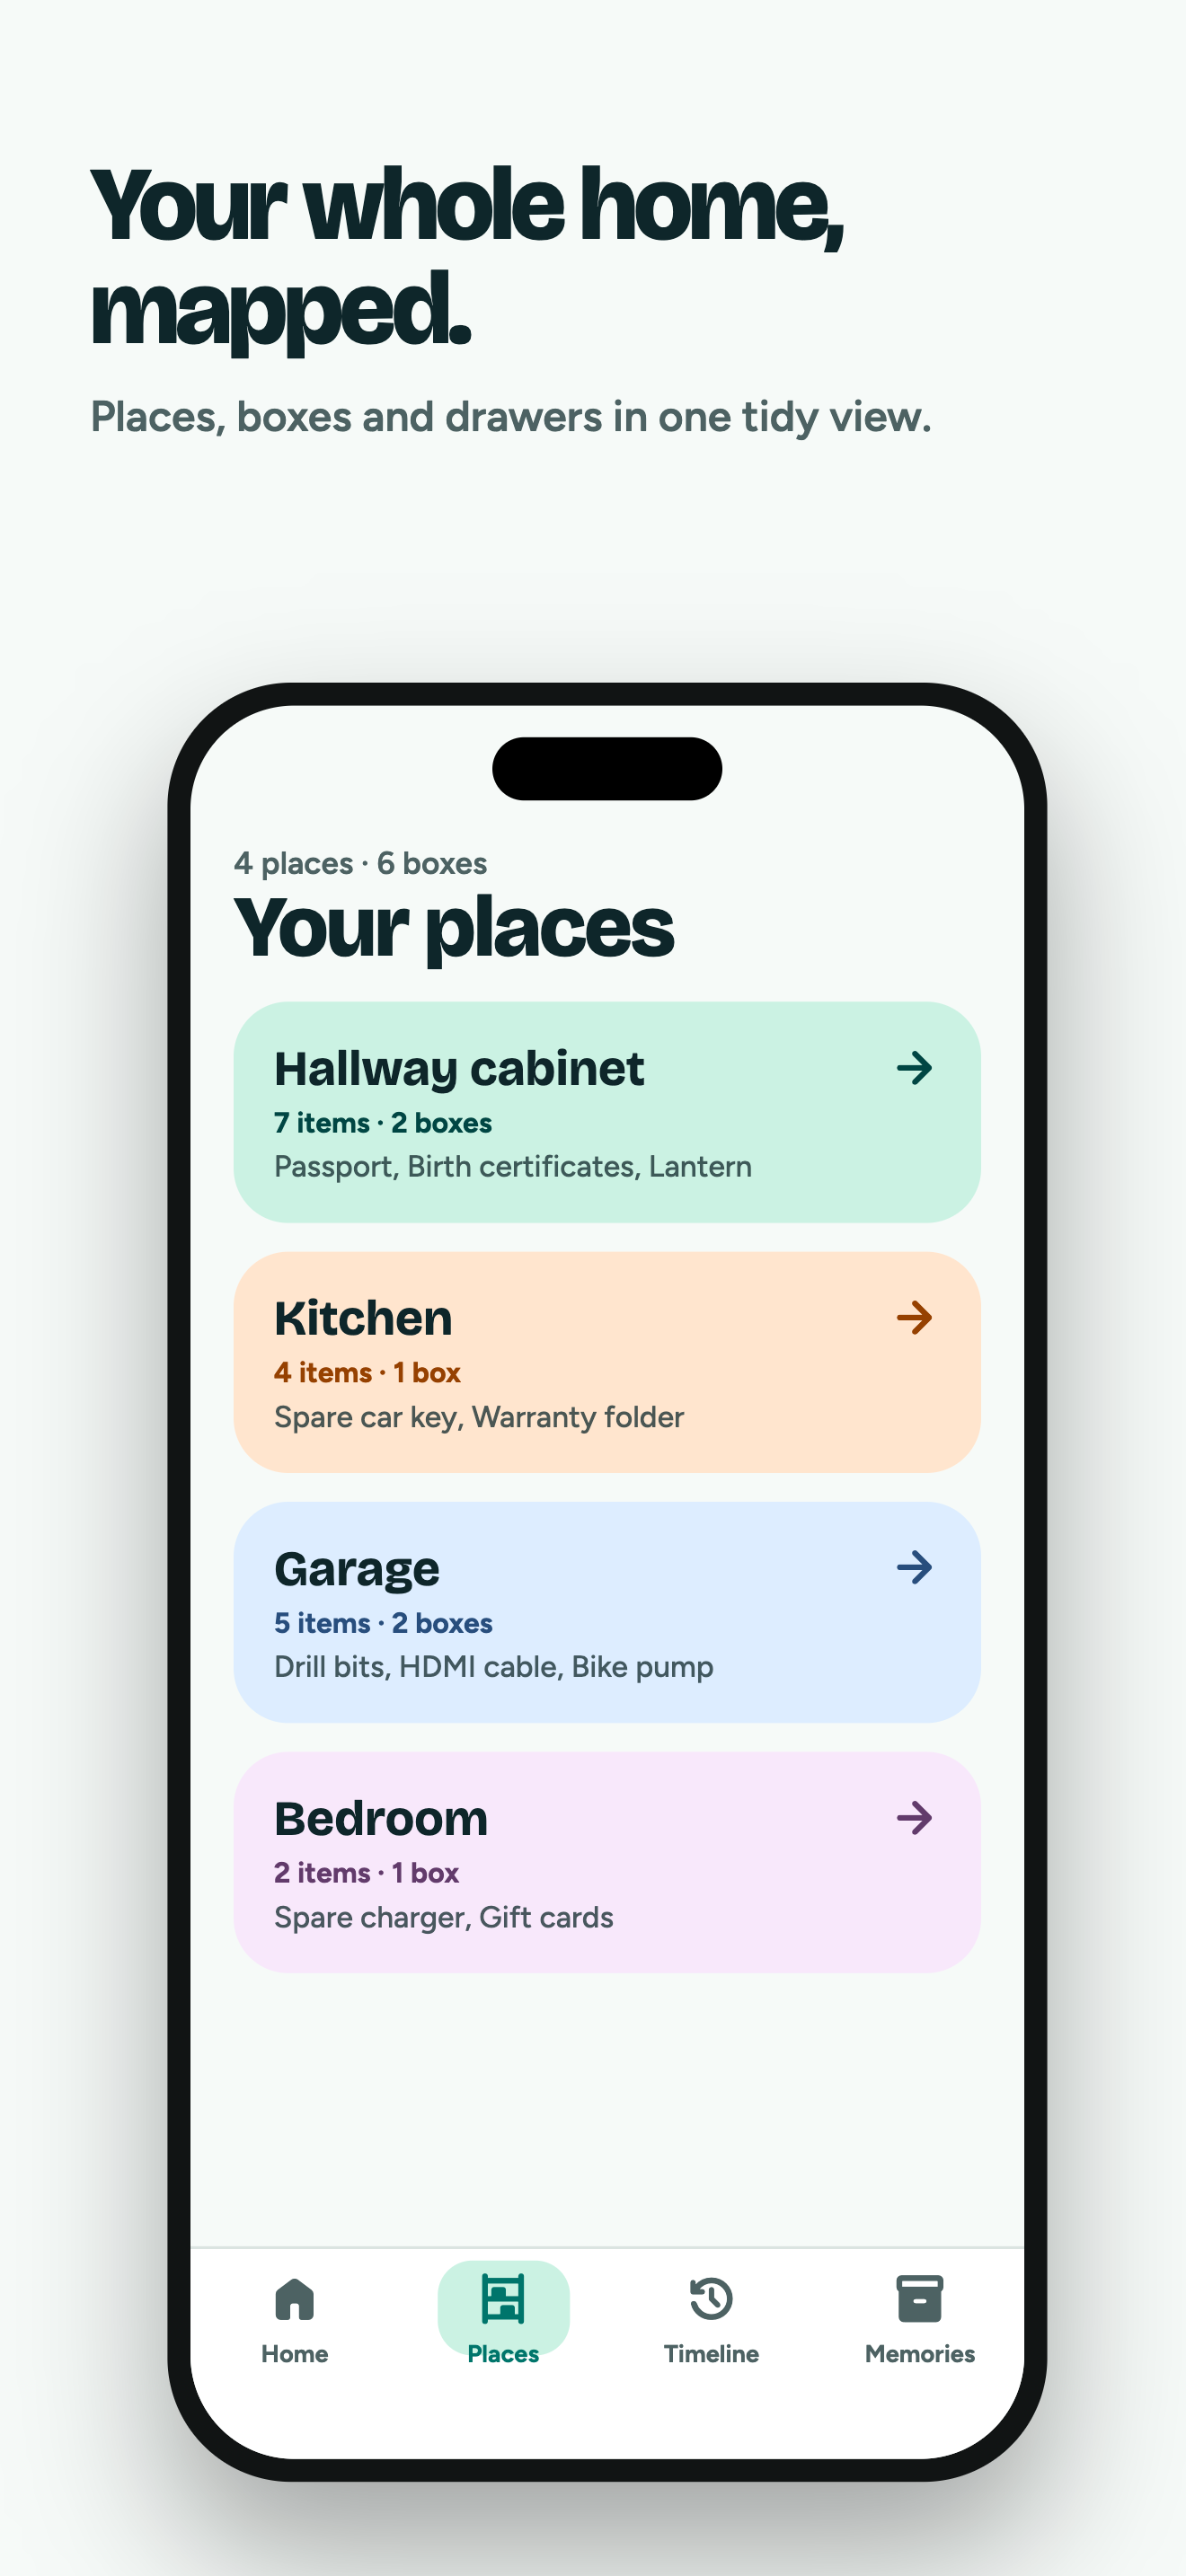 Your whole home,
mapped.
Places, boxes and drawers in one tidy view.
4 places · 6 boxes
Your places
Hallway cabinet
7 items · 2 boxes
Passport, Birth certificates, Lantern
Kitchen
4 items · 1 box
Spare car key, Warranty folder
Garage
5 items · 2 boxes
Drill bits, HDMI cable, Bike pump
Bedroom
2 items · 1 box
Spare charger, Gift cards
Home Places Timeline Memories